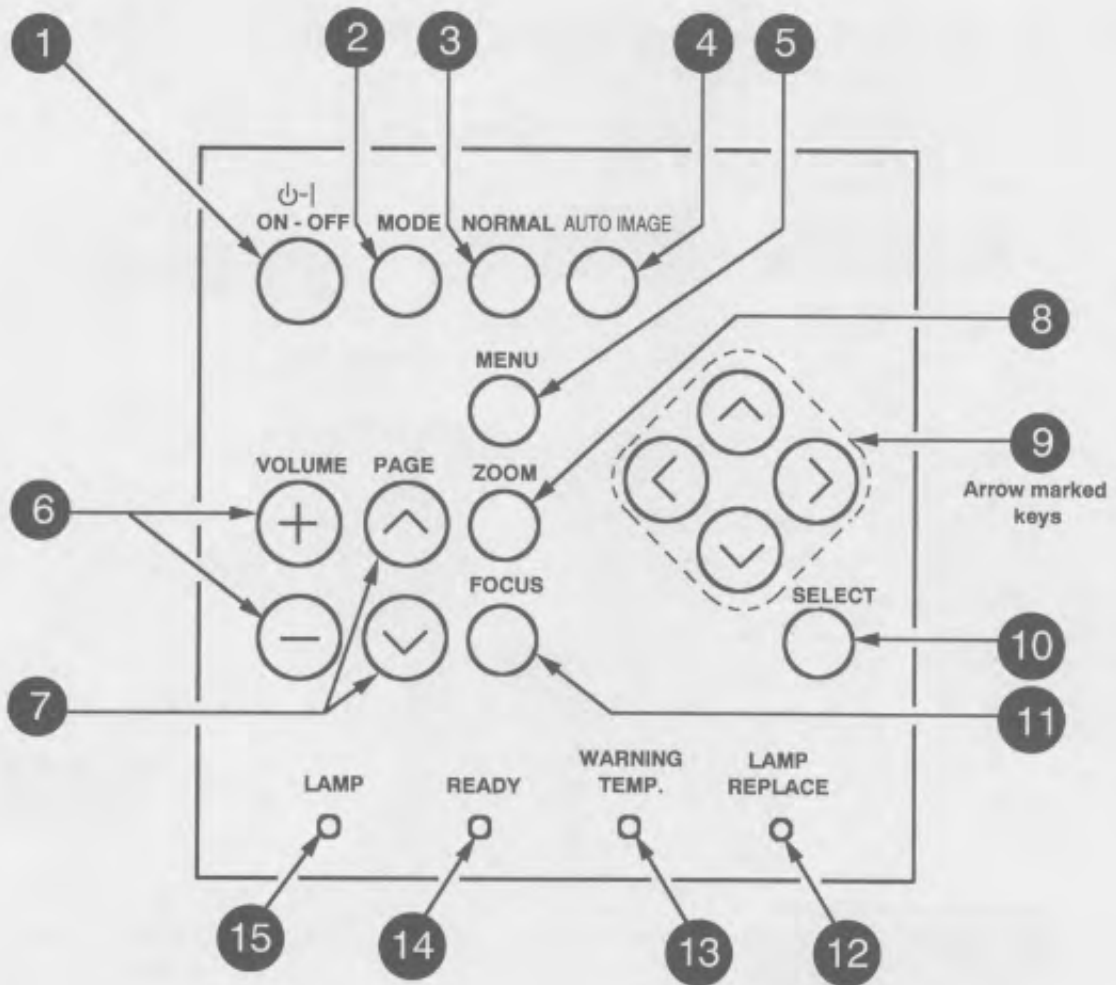 1
2
3
4
5
ON - OFF
MODE
NORMAL
AUTO IMAGE
8
MENU
9
VOLUME
PAGE
ZOOM
Arrow marked
keys
6
FOCUS
SELECT
10
7
11
LAMP
READY
WARNING
TEMP.
LAMP
REPLACE
15
14
13
12